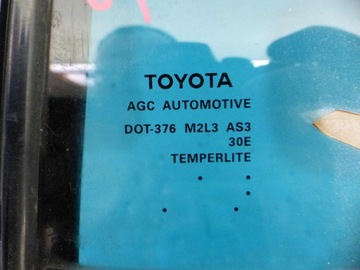 TOYOTA
AGC AUTOMOTIVE
DOT-376 M2L3 AS3
30E
TEMPERLITE